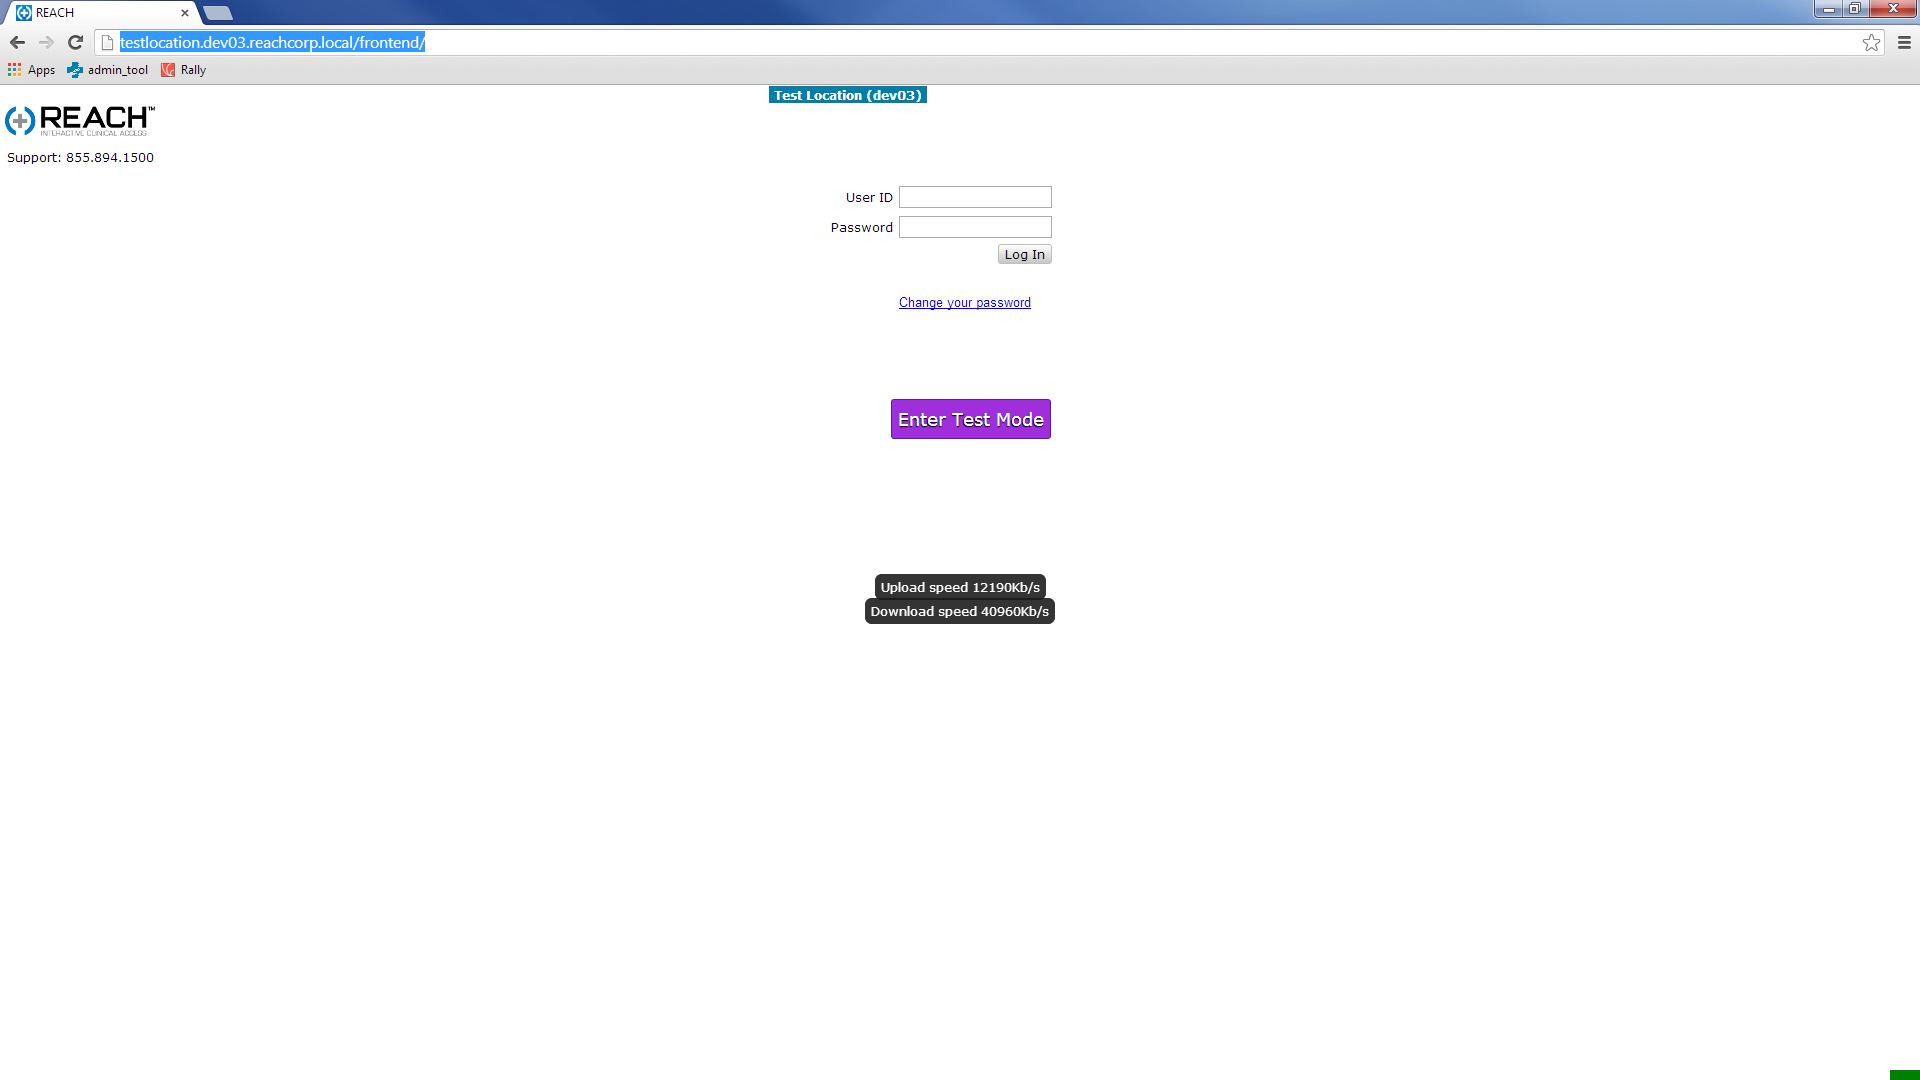 REACH
testlocation.dev03.reachcorp.local/frontend/
Apps admin_tool Rally
Test Location (dev03)
REACH™
INTERACTIVE CLINICAL ACCESS
Support: 855.894.1500
User ID
Password
Log In
Change your password
Enter Test Mode
Upload speed 12190Kb/s
Download speed 40960Kb/s